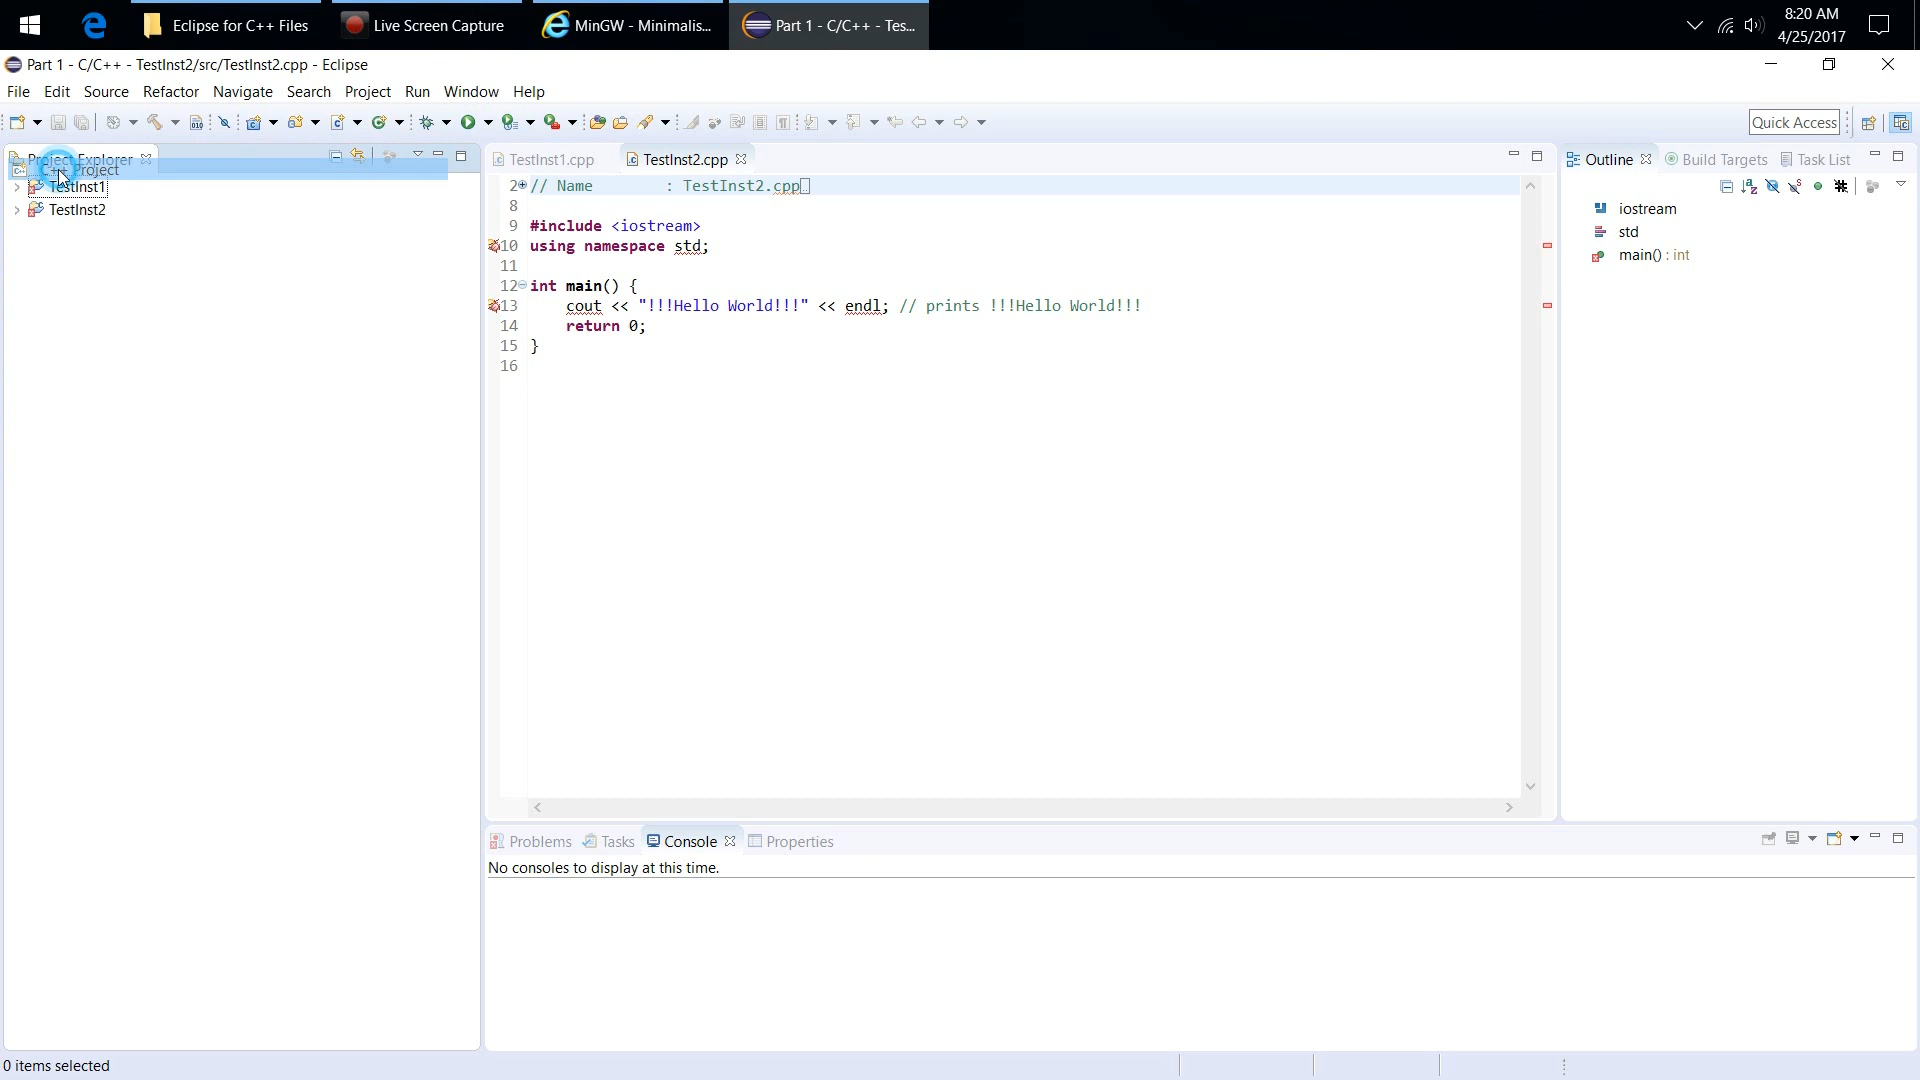 Eclipse for C++ Files
Live Screen Capture
MinGW - Minimalis...
Part 1 - C/C++ - Tes...
8:20 AM
4/25/2017
Part 1 - C/C++ - TestInst2/src/TestInst2.cpp - Eclipse
File Edit Source Refactor Navigate Search Project Run Window Help
Quick Access
Project Explorer
C++ Project
TestInst1
TestInst2
TestInst1.cpp
TestInst2.cpp
2 // Name : TestInst2.cpp
8
9 #include <iostream>
10 using namespace std;
11
12 int main() {
13 cout << "!!!Hello World!!!" << endl; // prints !!!Hello World!!!
14 return 0;
15 }
16
Outline
Build Targets
Task List
iostream
std
main() : int
Problems
Tasks
Console
Properties
No consoles to display at this time.
0 items selected